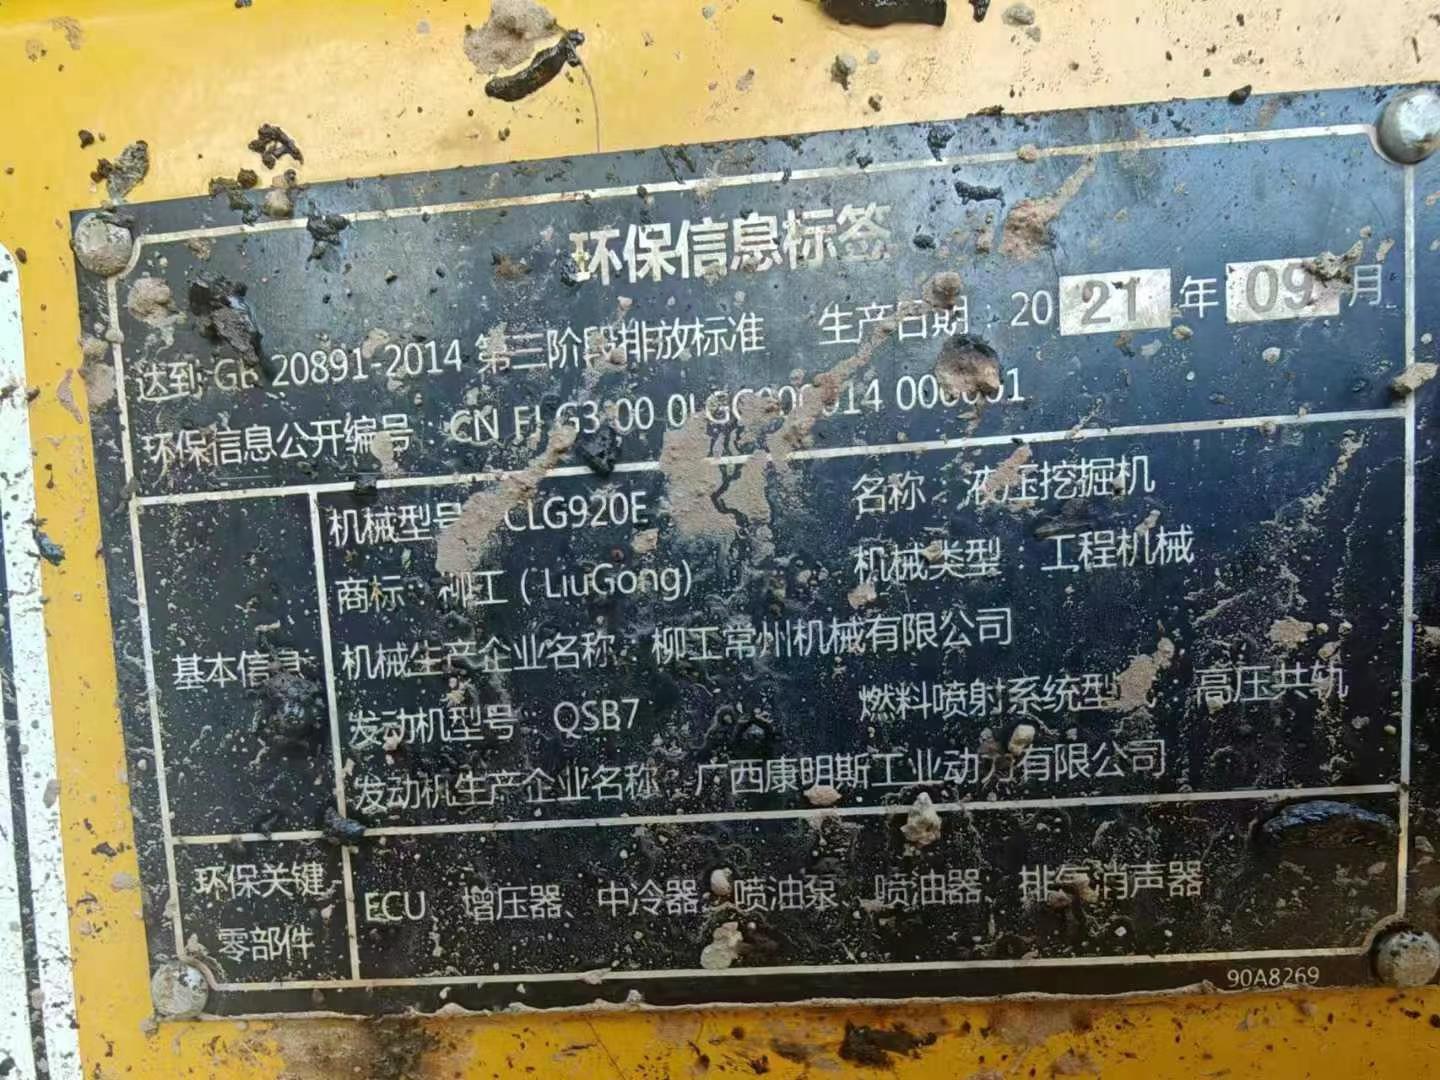 环保信息标签
达到 GB 20891-2014 第三阶段排放标准 生产日期：2021年09月
环保信息公开编号：CN FL G3 00 0LGC000014 000001
机械型号：CLG920E 名称：液压挖掘机
商标：柳工（LiuGong） 机械类型：工程机械
基本信息
机械生产企业名称：柳工常州机械有限公司
发动机型号：QSB7 燃料喷射系统型式：高压共轨
发动机生产企业名称：广西康明斯工业动力有限公司
环保关键
零部件
ECU、增压器、中冷器、喷油泵、喷油器、排气消声器
90A8269